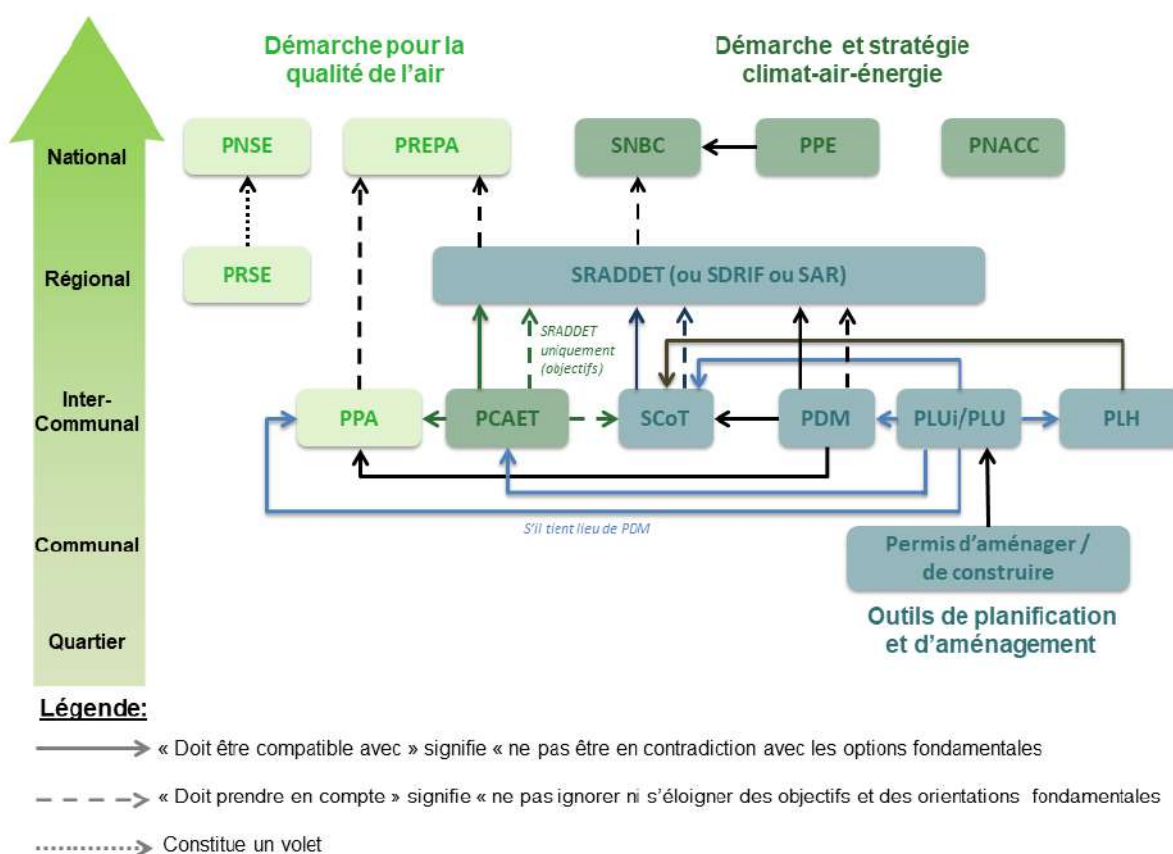 Démarche pour la
qualité de l'air
Démarche et stratégie
climat-air-énergie
National
PNSE
PREPA
SNBC
PPE
PNACC
Régional
PRSE
SRADDET (ou SDRIF ou SAR)
SRADDET
uniquement
(objectifs)
Inter-
Communal
PPA
PCAET
SCoT
PDM
PLUi/PLU
PLH
S'il tient lieu de PDM
Communal
Permis d'aménager /
de construire
Outils de planification
et d'aménagement
Quartier
Légende:
« Doit être compatible avec » signifie « ne pas être en contradiction avec les options fondamentales
« Doit prendre en compte » signifie « ne pas ignorer ni s'éloigner des objectifs et des orientations fondamentales
Constitue un volet